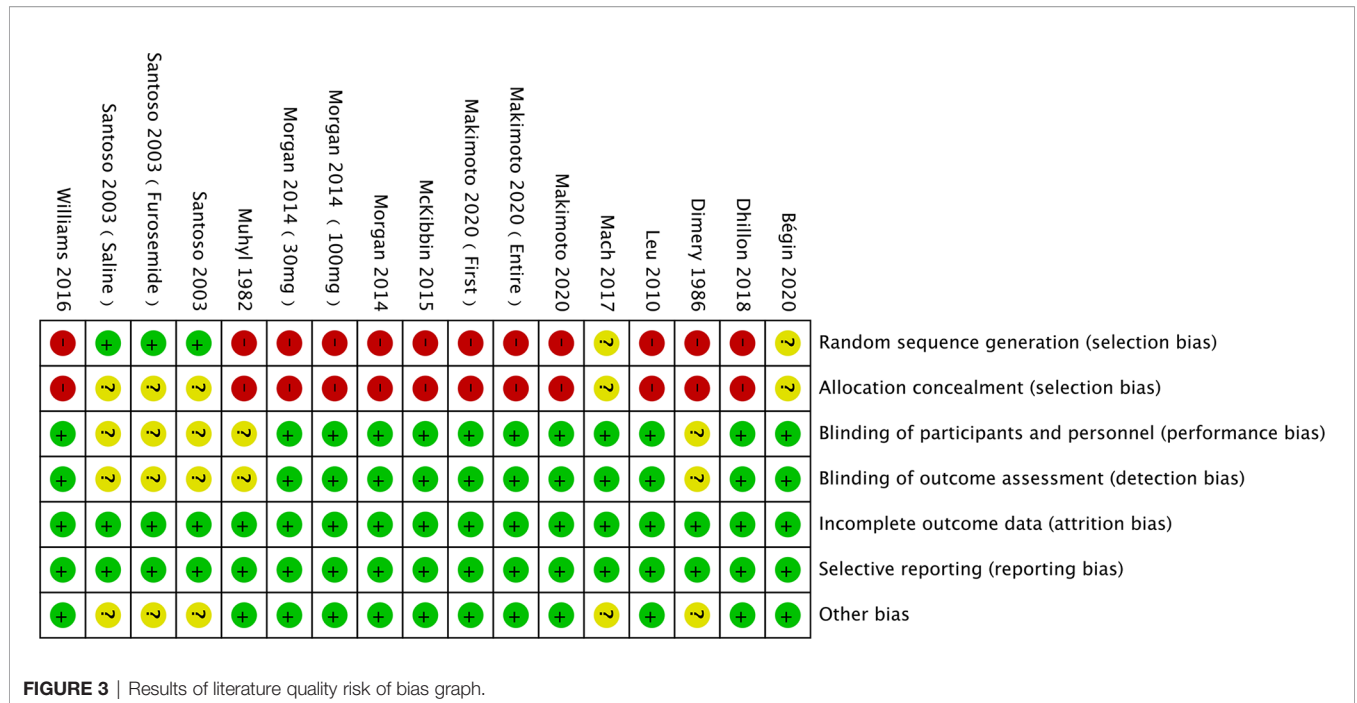 Williams 2016
Santoso 2003 ( Saline )
Santoso 2003 ( Furosemide )
Santoso 2003
Muhyl 1982
Morgan 2014 ( 30mg )
Morgan 2014 ( 100mg )
Morgan 2014
McKibbin 2015
Makimoto 2020 ( First )
Makimoto 2020 ( Entire )
Makimoto 2020
Mach 2017
Leu 2010
Dimery 1986
Dhillon 2018
Bégin 2020
- + + + - - - - - - - - ? - - - ? Random sequence generation (selection bias)
- ? ? ? - - - - - - - - ? - - - ? Allocation concealment (selection bias)
+ ? ? ? ? + + + + + + + + + ? + + Blinding of participants and personnel (performance bias)
+ ? ? ? ? + + + + + + + + + ? + + Blinding of outcome assessment (detection bias)
+ + + + + + + + + + + + + + + + + Incomplete outcome data (attrition bias)
+ + + + + + + + + + + + + + + + + Selective reporting (reporting bias)
+ ? ? ? + + + + + + + + ? + ? + + Other bias
FIGURE 3 | Results of literature quality risk of bias graph.